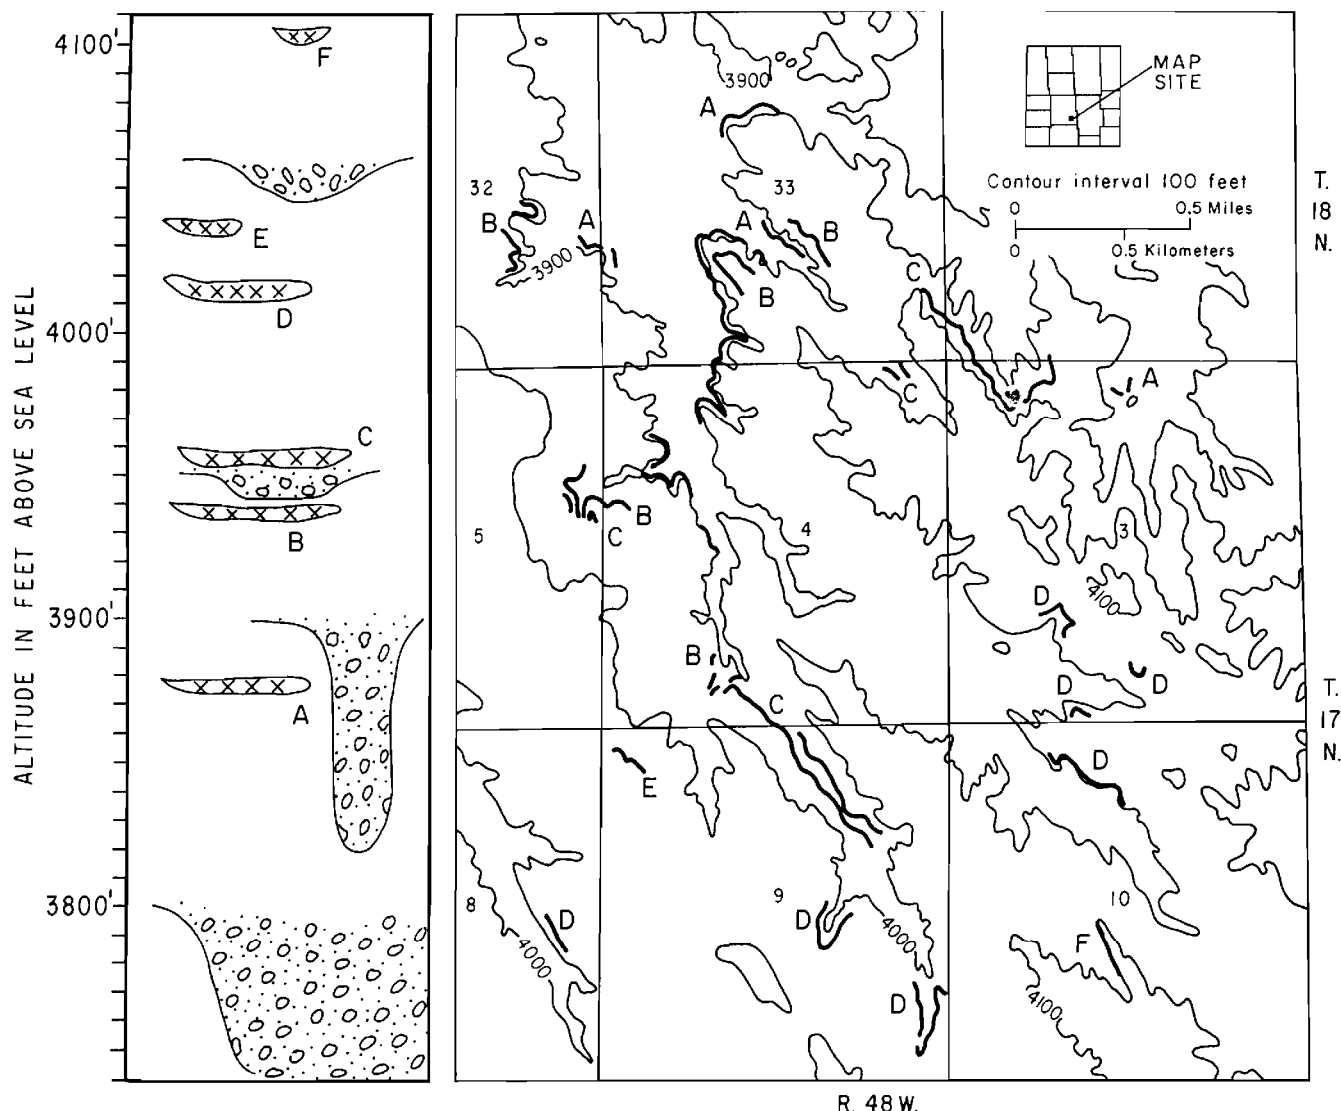 ALTITUDE IN FEET ABOVE SEA LEVEL
4100'
4000'
3900'
3800'
F
E
D
C
B
A
3900
A
MAP
SITE
Contour interval 100 feet
0
0.5 Miles
0
0.5 Kilometers
T.
18
N.
32
33
B
A
3900
A
B
B
C
C
A
5
B
C
4
3
D
4100
B
C
D
D
T.
17
N.
E
D
8
D
4000
9
D
4000
D
10
F
4100
R. 48 W.